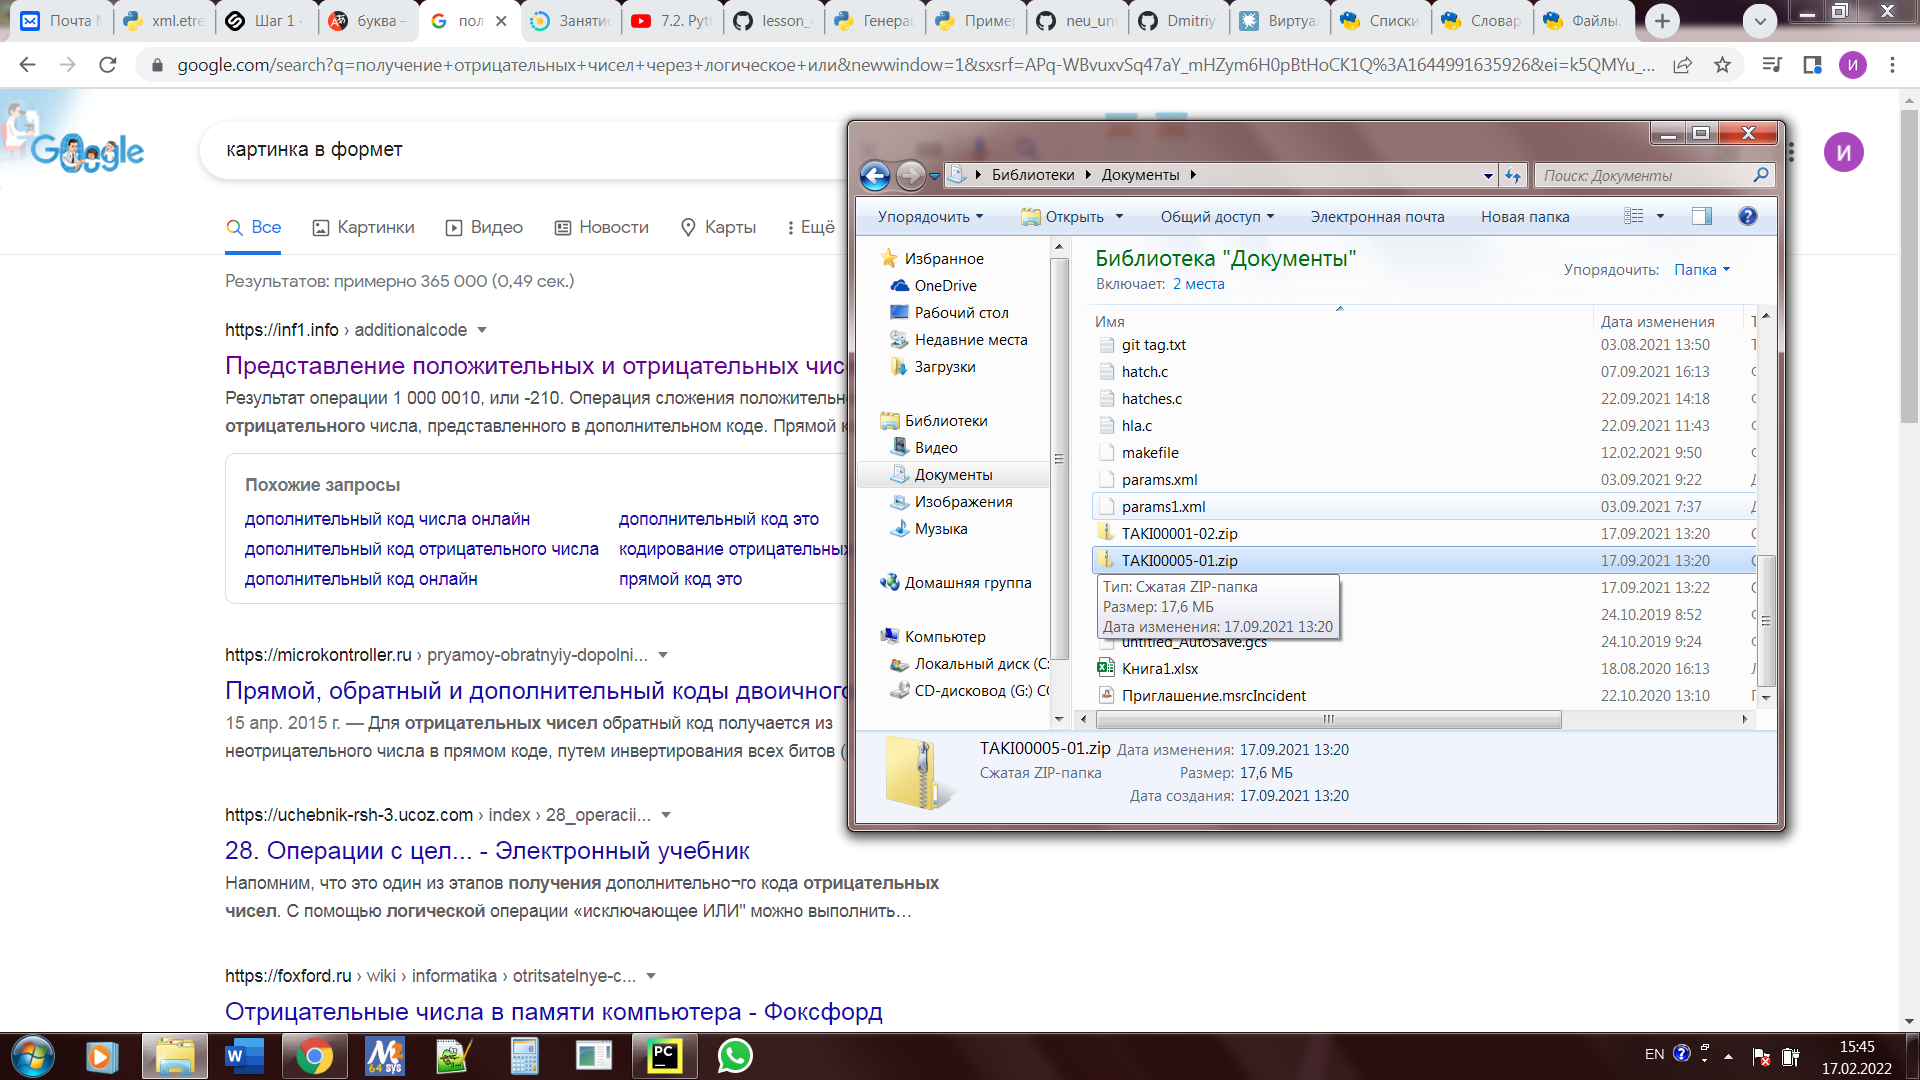 Почта M
xml.etre
Шаг 1 -
буква –
пол
Заняти
7.2. Pyt
lesson_
Генера
Пример
neu_un
Dmitriy
Виртуа
Списки
Словар
Файлы.
google.com/search?q=получение+отрицательных+чисел+через+логическое+или&newwindow=1&sxsrf=APq-WBvuxvSq47aY_mHZym6H0pBtHoCK1Q%3A1644991635926&ei=k5QMYu_...
И
Google
картинка в формет
И
Все
Картинки
Видео
Новости
Карты
Ещё
Результатов: примерно 365 000 (0,49 сек.)
https://inf1.info › additionalcode
Представление положительных и отрицательных чис
Результат операции 1 000 0010, или -210. Операция сложения положительн
отрицательного числа, представленного в дополнительном коде. Прямой к
Похожие запросы
дополнительный код числа онлайн
дополнительный код это
дополнительный код отрицательного числа
кодирование отрицательных
дополнительный код онлайн
прямой код это
https://microkontroller.ru › pryamoy-obratnyiy-dopolni...
Прямой, обратный и дополнительный коды двоичного
15 апр. 2015 г. — Для отрицательных чисел обратный код получается из
неотрицательного числа в прямом коде, путем инвертирования всех битов (
https://uchebnik-rsh-3.ucoz.com › index › 28_operacii...
28. Операции с цел... - Электронный учебник
Напомним, что это один из этапов получения дополнительно¬го кода отрицательных
чисел. С помощью логической операции «исключающее ИЛИ" можно выполнить...
https://foxford.ru › wiki › informatika › otritsatelnye-c...
Отрицательные числа в памяти компьютера - Фоксфорд
Библиотеки
Документы
Поиск: Документы
Упорядочить
Открыть
Общий доступ
Электронная почта
Новая папка
Избранное
OneDrive
Рабочий стол
Недавние места
Загрузки
Библиотеки
Видео
Документы
Изображения
Музыка
Домашняя группа
Компьютер
Локальный диск (C:
CD-дисковод (G:) CC
Библиотека "Документы"
Включает: 2 места
Упорядочить: Папка
Имя
Дата изменения
git tag.txt 03.08.2021 13:50
hatch.c 07.09.2021 16:13
hatches.c 22.09.2021 14:18
hla.c 22.09.2021 11:43
makefile 12.02.2021 9:50
params.xml 03.09.2021 9:22
params1.xml 03.09.2021 7:37
TAKI00001-02.zip 17.09.2021 13:20
TAKI00005-01.zip 17.09.2021 13:20
17.09.2021 13:22
24.10.2019 8:52
untitled_AutoSave.gcs 24.10.2019 9:24
Книга1.xlsx 18.08.2020 16:13
Приглашение.msrcIncident 22.10.2020 13:10
Тип: Сжатая ZIP-папка
Размер: 17,6 МБ
Дата изменения: 17.09.2021 13:20
TAKI00005-01.zip Дата изменения: 17.09.2021 13:20
Сжатая ZIP-папка Размер: 17,6 МБ
Дата создания: 17.09.2021 13:20
W
M2
64 sys
PC
EN
15:45
17.02.2022